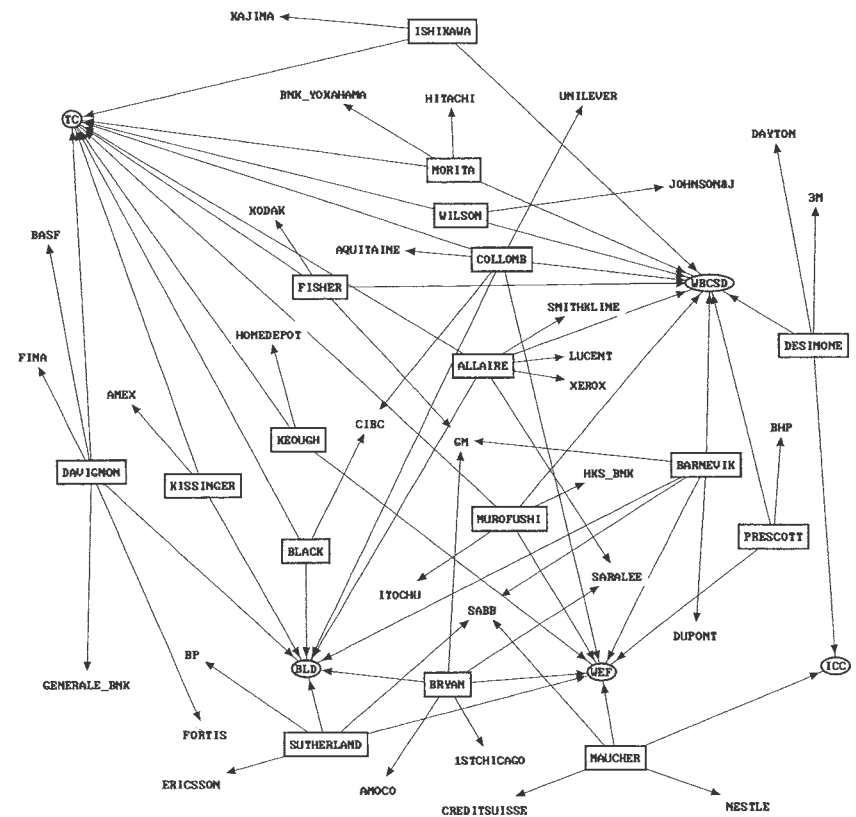 KAJIMA
ISHIKAWA
BNK_YOKAHAMA
HITACHI
UNILEVER
TC
DAYTON
MORITA
JOHNSON&J
3M
WILSON
KODAK
BASF
AQUITAINE
COLLOMB
FISHER
WBCSD
SMITHKLINE
HOMEDEPOT
DESIMONE
FINA
ALLAIRE
LUCENT
XEROX
AMEX
CIBC
BHP
KEOUGH
GM
DAVIGMON
BARNEVIK
KISSINGER
HKS_BNK
MUROFUSHI
PRESCOTT
BLACK
SARALEE
ITOCHU
SABB
DUPONT
BP
BLD
WEF
ICC
GENERALE_BNK
BRYAN
FORTIS
SUTHERLAND
1STCHICAGO
MAUCHER
ERICSSON
AMOCO
CREDITSUISSE
NESTLE